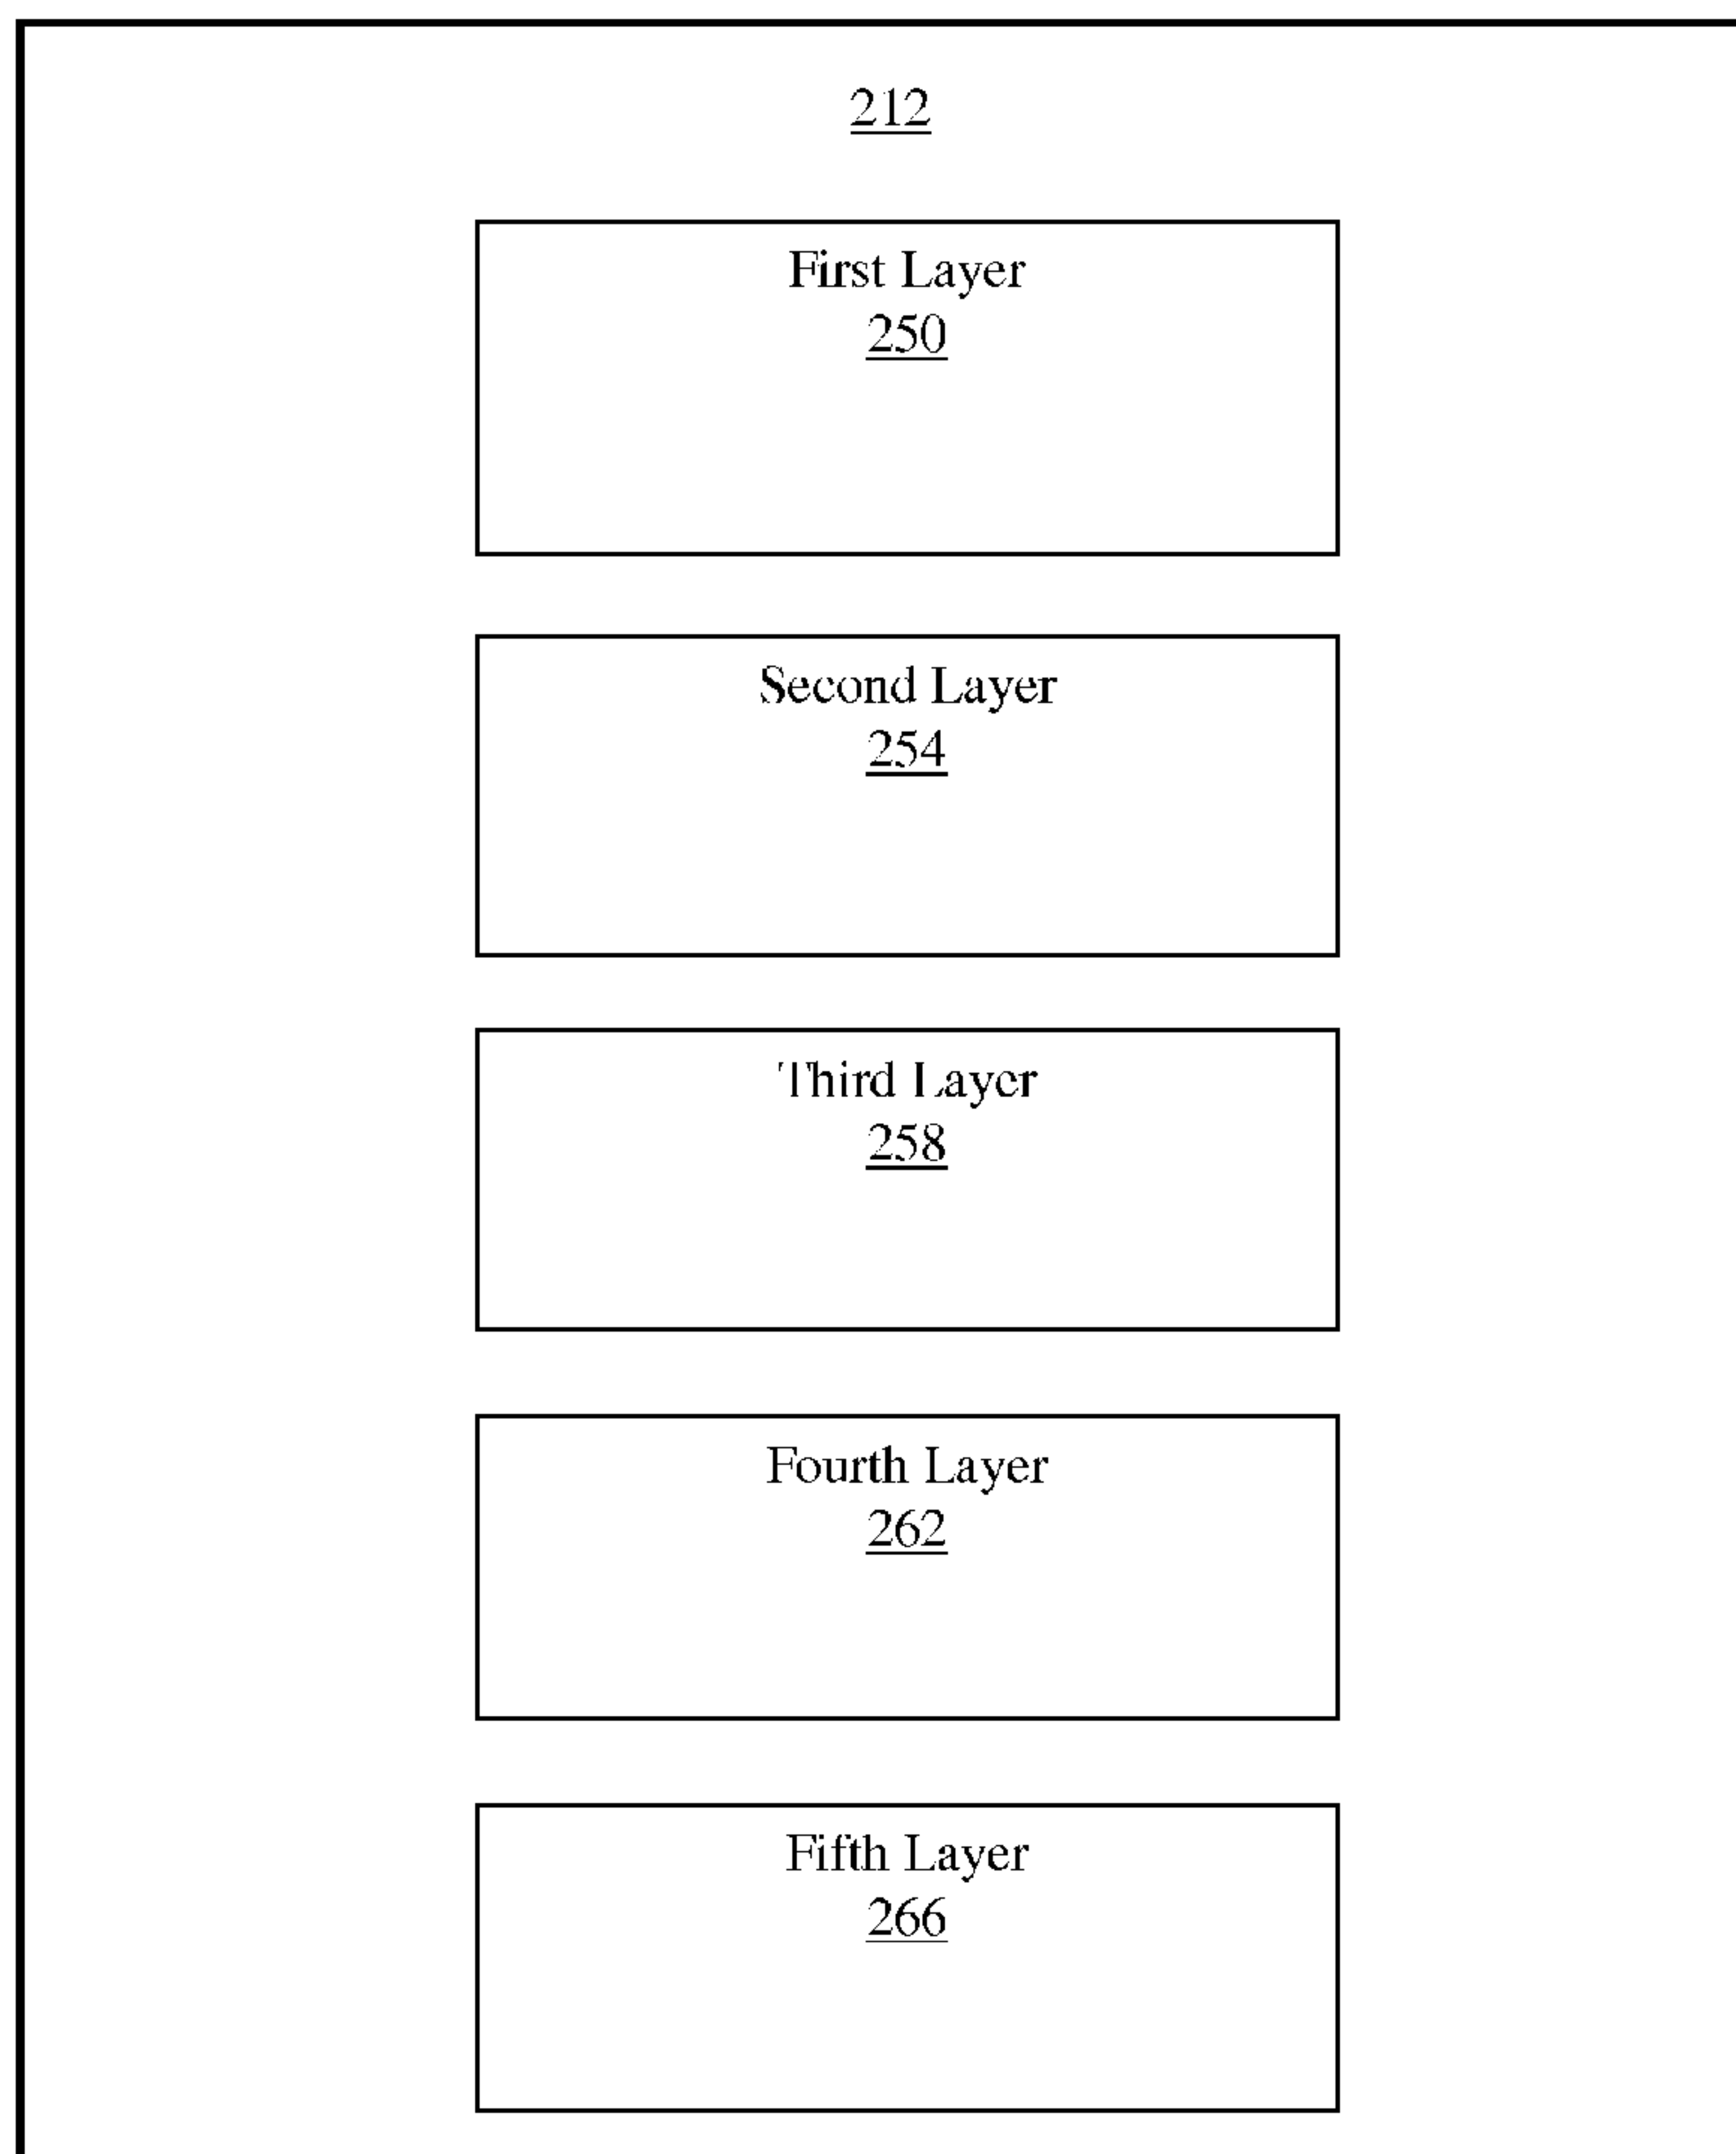 212
First Layer
250
Second Layer
254
Third Layer
258
Fourth Layer
262
Fifth Layer
266